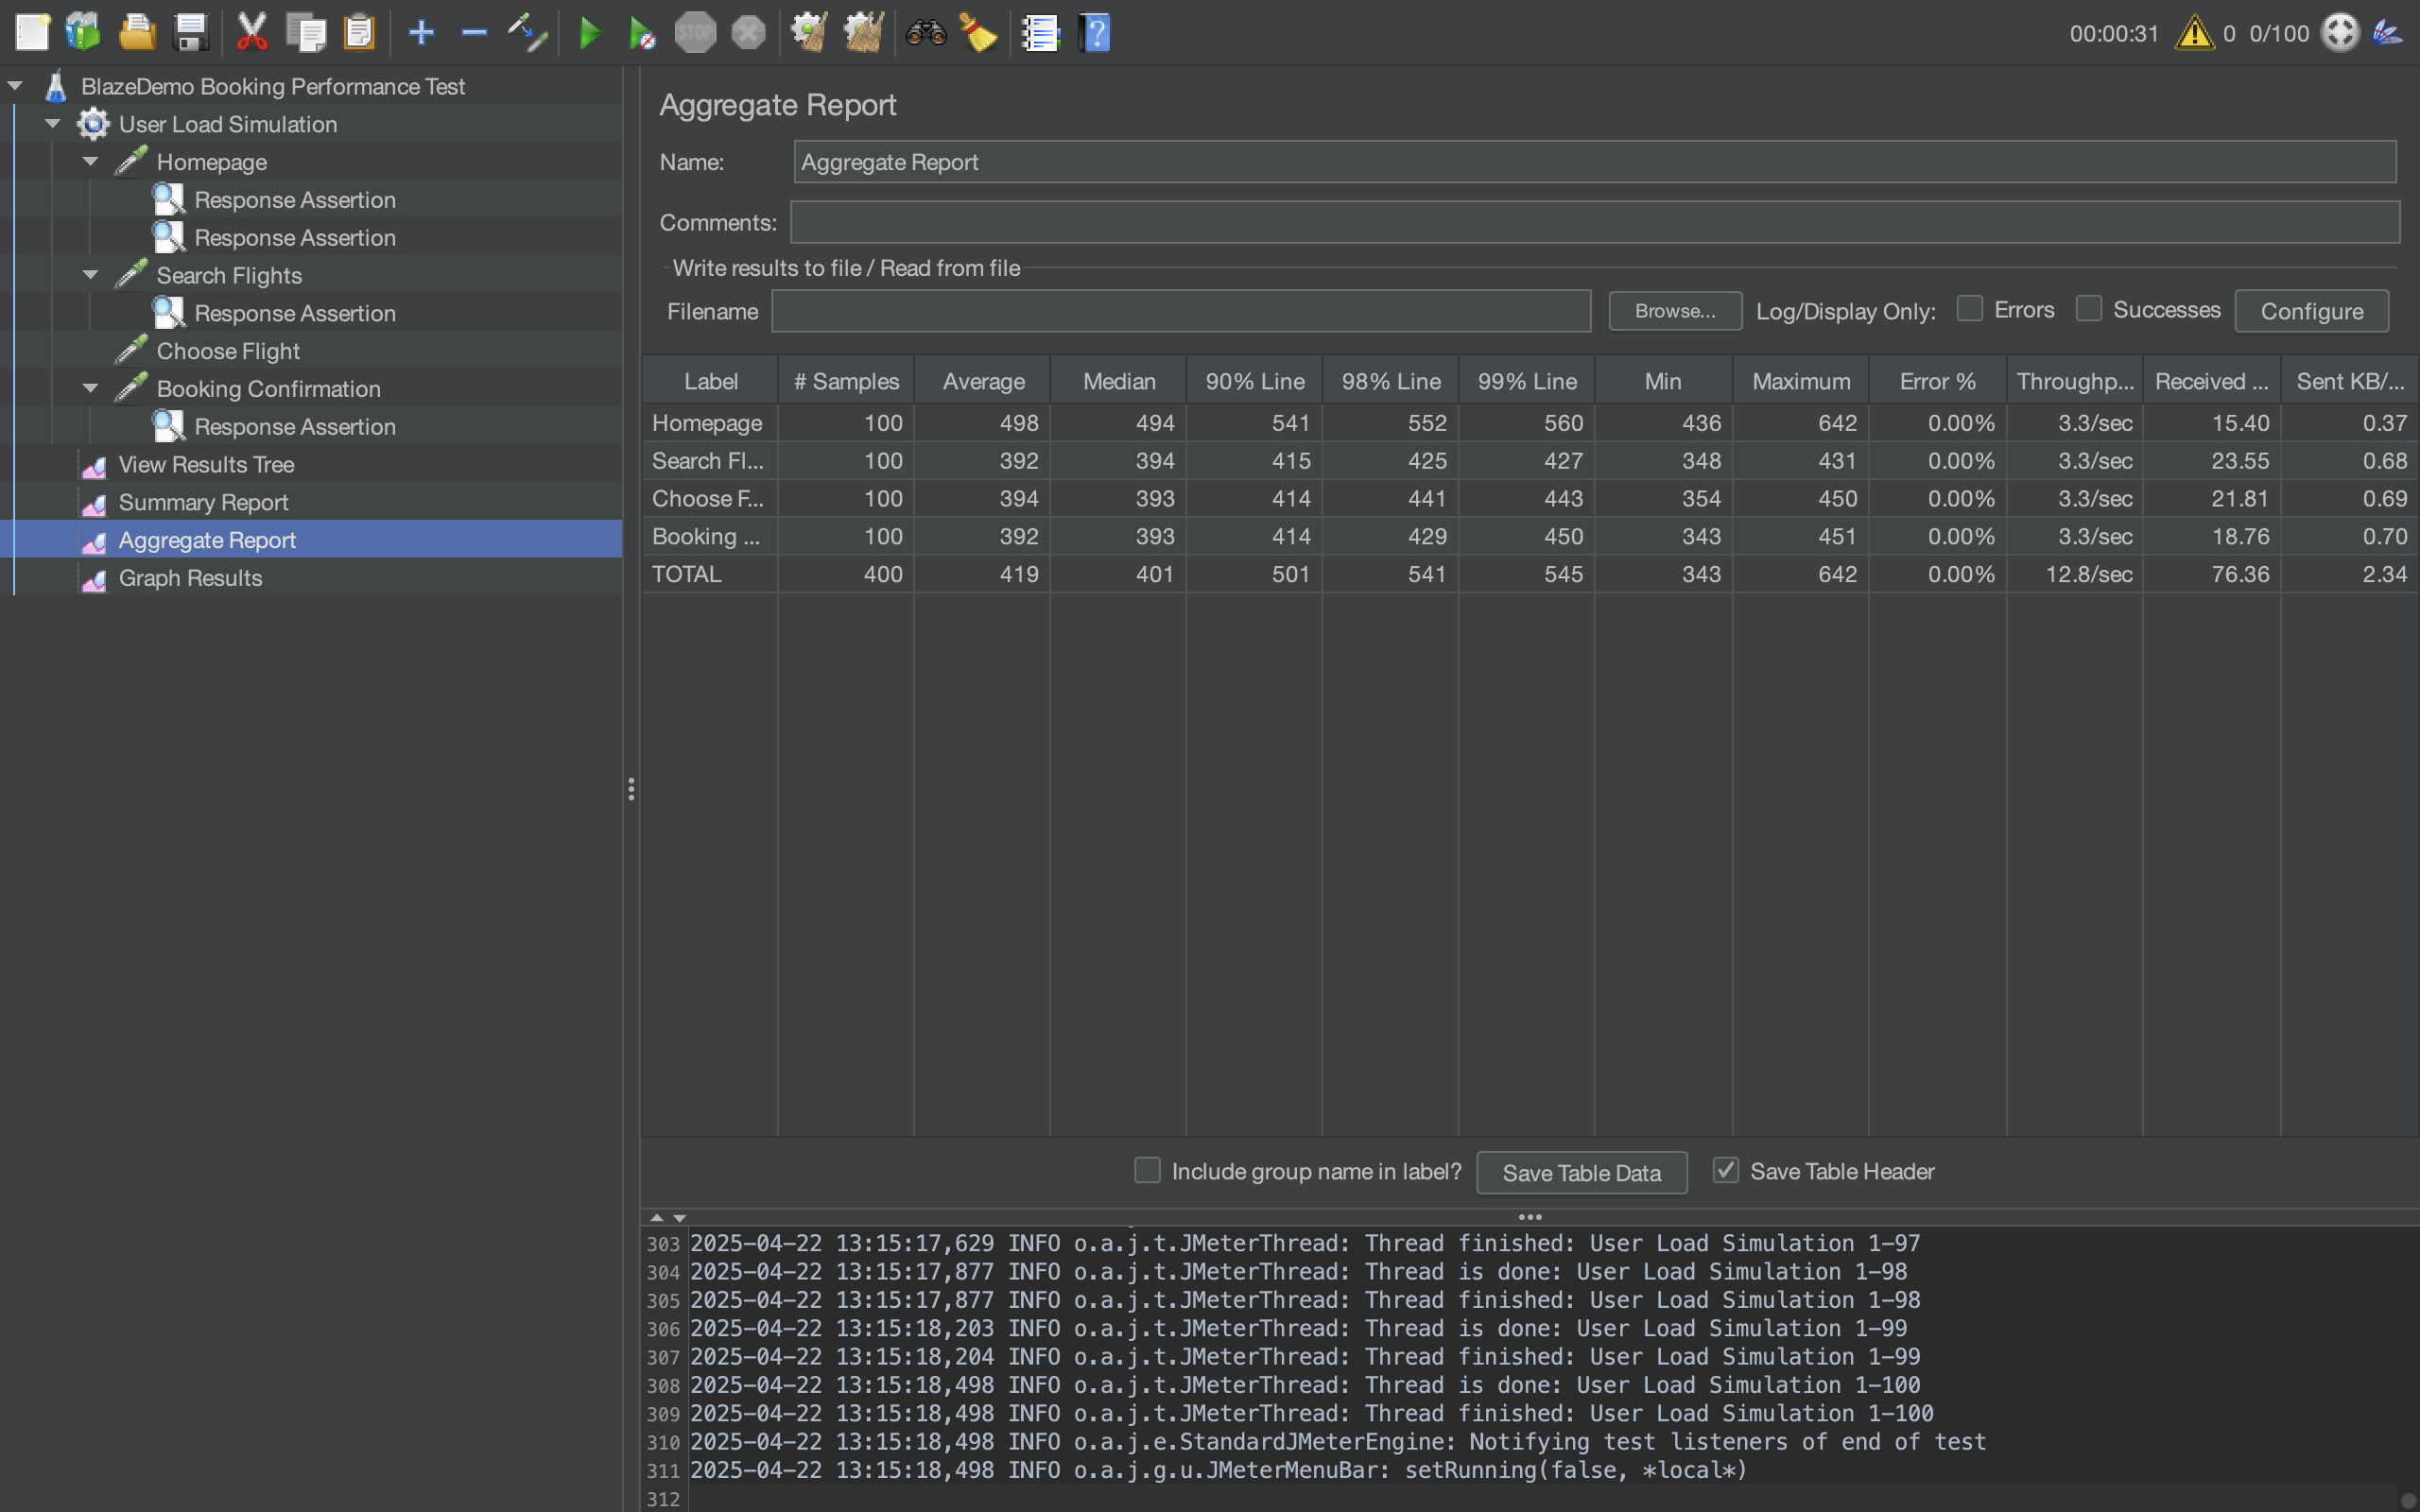 STOP
00:00:31 0 0/100
BlazeDemo Booking Performance Test
User Load Simulation
Homepage
Response Assertion
Response Assertion
Search Flights
Response Assertion
Choose Flight
Booking Confirmation
Response Assertion
View Results Tree
Summary Report
Aggregate Report
Graph Results
Aggregate Report
Name: Aggregate Report
Comments:
Write results to file / Read from file
Filename Browse... Log/Display Only: Errors Successes Configure
Label # Samples Average Median 90% Line 98% Line 99% Line Min Maximum Error % Throughp... Received ... Sent KB/...
Homepage 100 498 494 541 552 560 436 642 0.00% 3.3/sec 15.40 0.37
Search Fl... 100 392 394 415 425 427 348 431 0.00% 3.3/sec 23.55 0.68
Choose F... 100 394 393 414 441 443 354 450 0.00% 3.3/sec 21.81 0.69
Booking ... 100 392 393 414 429 450 343 451 0.00% 3.3/sec 18.76 0.70
TOTAL 400 419 401 501 541 545 343 642 0.00% 12.8/sec 76.36 2.34
Include group name in label? Save Table Data Save Table Header
303 2025-04-22 13:15:17,629 INFO o.a.j.t.JMeterThread: Thread finished: User Load Simulation 1-97
304 2025-04-22 13:15:17,877 INFO o.a.j.t.JMeterThread: Thread is done: User Load Simulation 1-98
305 2025-04-22 13:15:17,877 INFO o.a.j.t.JMeterThread: Thread finished: User Load Simulation 1-98
306 2025-04-22 13:15:18,203 INFO o.a.j.t.JMeterThread: Thread is done: User Load Simulation 1-99
307 2025-04-22 13:15:18,204 INFO o.a.j.t.JMeterThread: Thread finished: User Load Simulation 1-99
308 2025-04-22 13:15:18,498 INFO o.a.j.t.JMeterThread: Thread is done: User Load Simulation 1-100
309 2025-04-22 13:15:18,498 INFO o.a.j.t.JMeterThread: Thread finished: User Load Simulation 1-100
310 2025-04-22 13:15:18,498 INFO o.a.j.e.StandardJMeterEngine: Notifying test listeners of end of test
311 2025-04-22 13:15:18,498 INFO o.a.j.g.u.JMeterMenuBar: setRunning(false, *local*)
312